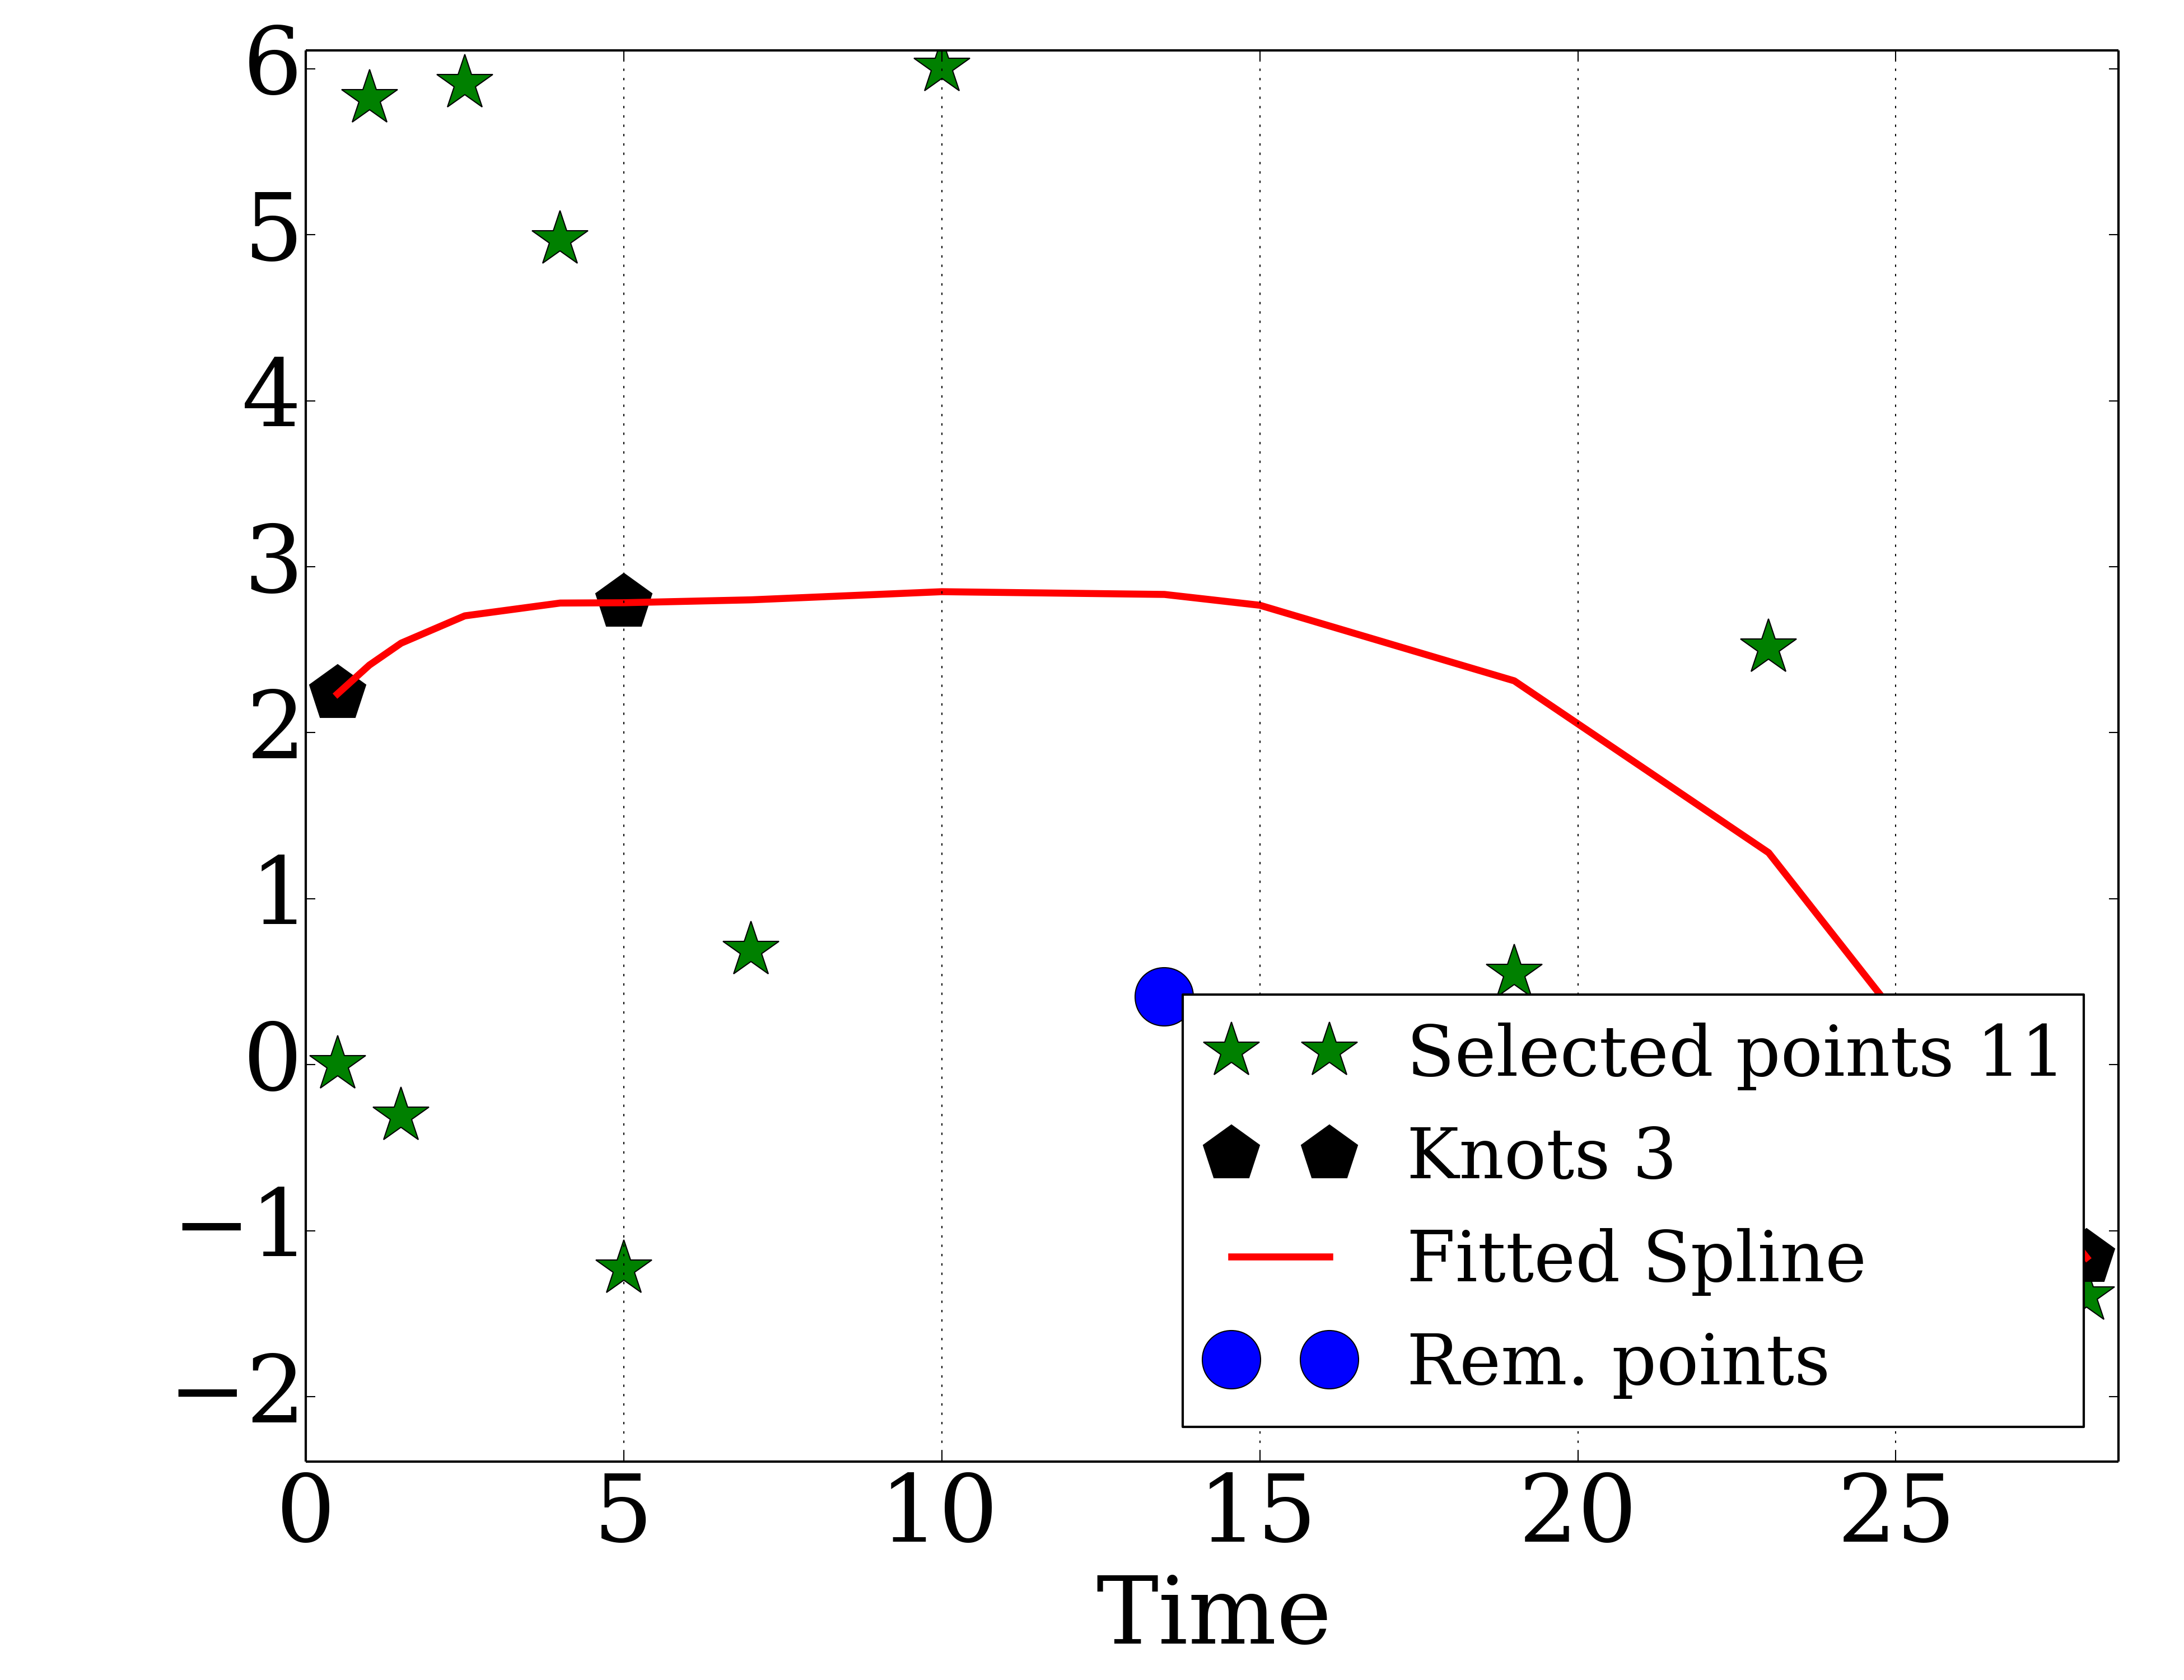 6
5
4
3
2
1
0
−1
−2
Selected points 11
Knots 3
Fitted Spline
Rem. points
0 5 10 15 20 25
Time